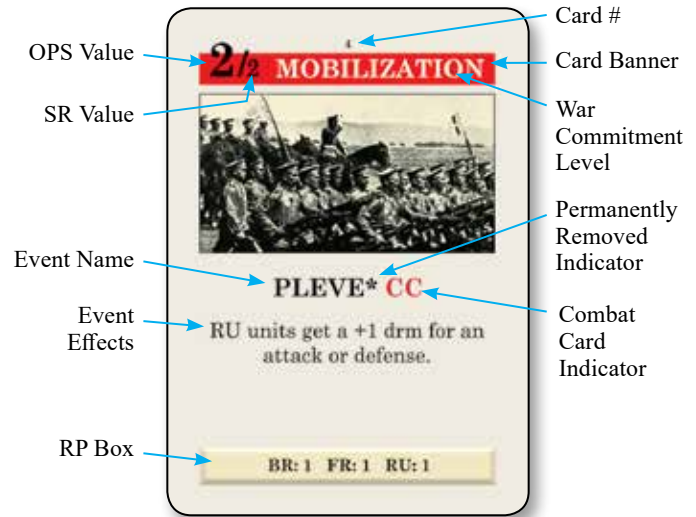 Card #
4
OPS Value
2/2 MOBILIZATION
Card Banner
SR Value
War
Commitment
Level
Permanently
Removed
Indicator
Event Name
PLEVE* CC
Event
Effects
RU units get a +1 drm for an
attack or defense.
Combat
Card
Indicator
RP Box
BR: 1 FR: 1 RU: 1